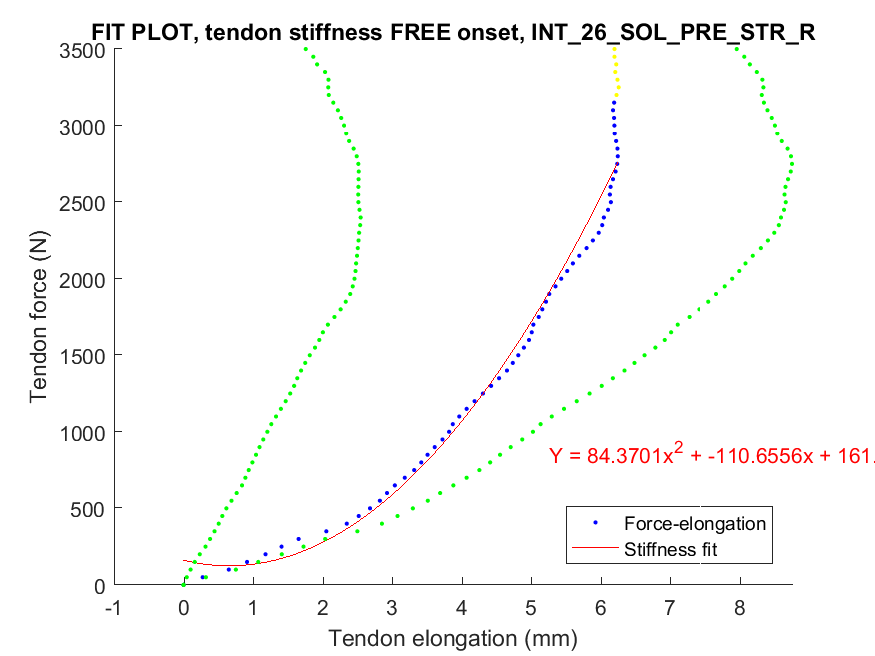 FIT PLOT, tendon stiffness FREE onset, INT_26_SOL_PRE_STR_R
3500
3000
2500
2000
1500
1000
500
0
Tendon force (N)
Y = 84.3701x² + -110.6556x + 161.
Force-elongation
Stiffness fit
-1 0 1 2 3 4 5 6 7 8
Tendon elongation (mm)